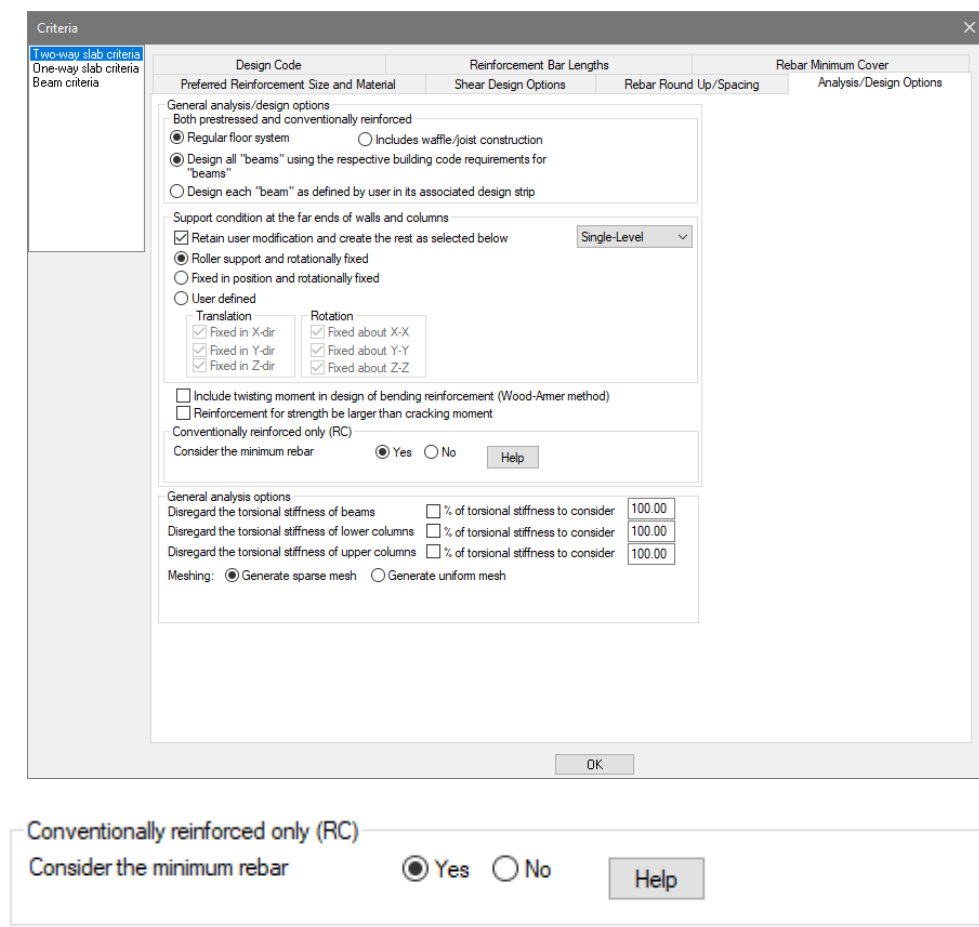 Criteria
Two-way slab criteria
One-way slab criteria
Beam criteria
Design Code
Reinforcement Bar Lengths
Rebar Minimum Cover
Preferred Reinforcement Size and Material
Shear Design Options
Rebar Round Up/Spacing
Analysis/Design Options
General analysis/design options
Both prestressed and conventionally reinforced
Regular floor system
Includes waffle/joist construction
Design all "beams" using the respective building code requirements for
"beams"
Design each "beam" as defined by user in its associated design strip
Support condition at the far ends of walls and columns
Retain user modification and create the rest as selected below
Single-Level
Roller support and rotationally fixed
Fixed in position and rotationally fixed
User defined
Translation
Rotation
Fixed in X-dir
Fixed about X-X
Fixed in Y-dir
Fixed about Y-Y
Fixed in Z-dir
Fixed about Z-Z
Include twisting moment in design of bending reinforcement (Wood-Armer method)
Reinforcement for strength be larger than cracking moment
Conventionally reinforced only (RC)
Consider the minimum rebar
Yes
No
Help
General analysis options
Disregard the torsional stiffness of beams
% of torsional stiffness to consider
100.00
Disregard the torsional stiffness of lower columns
% of torsional stiffness to consider
100.00
Disregard the torsional stiffness of upper columns
% of torsional stiffness to consider
100.00
Meshing:
Generate sparse mesh
Generate uniform mesh
OK
Conventionally reinforced only (RC)
Consider the minimum rebar
Yes
No
Help